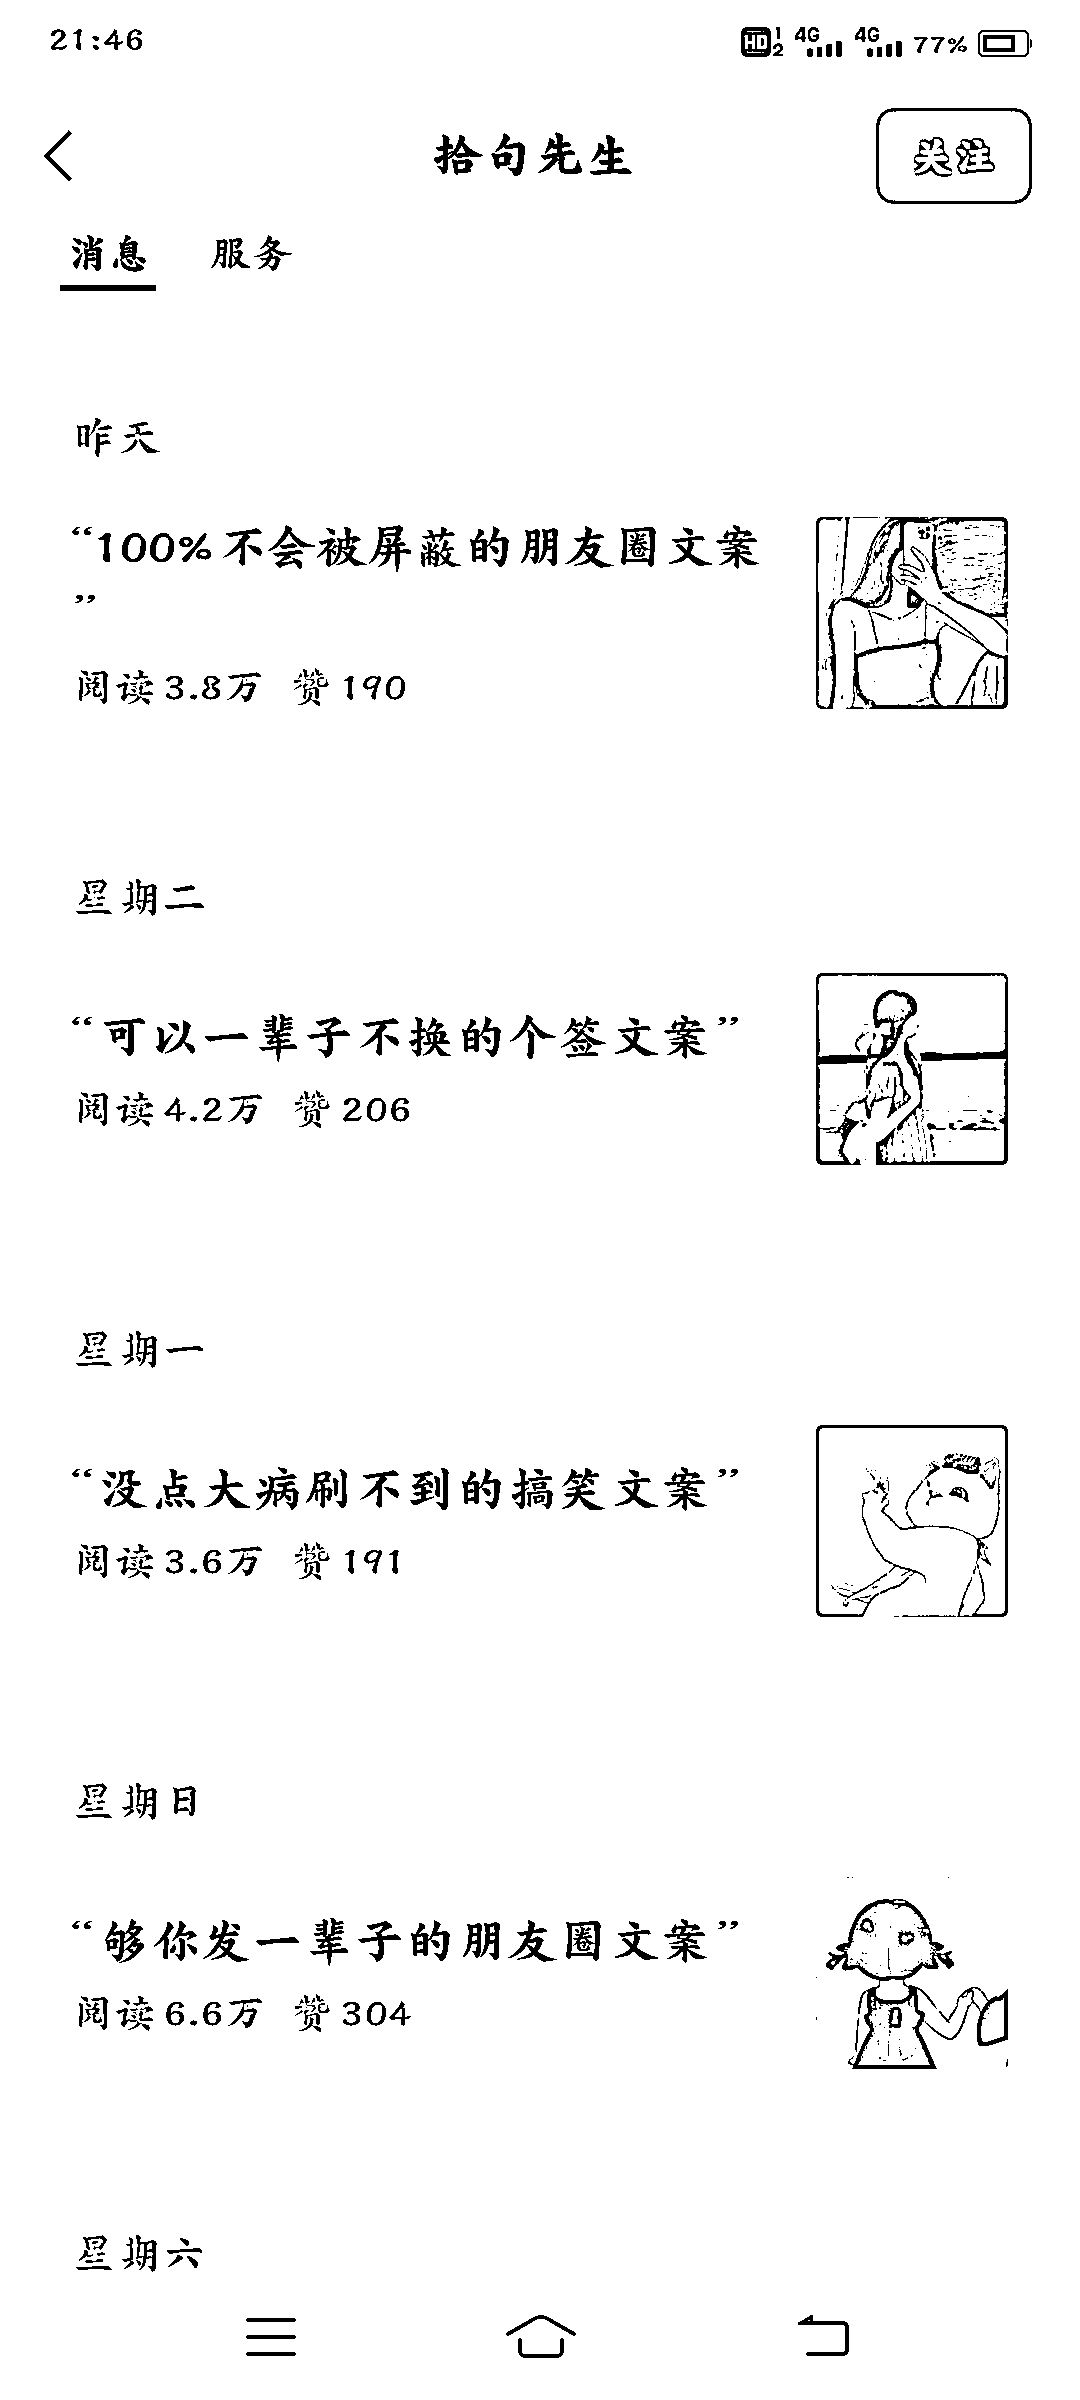 21:46 HD 1 2 4G 4G 77%
拾句先生 关注
消息 服务
昨天
“100%不会被屏蔽的朋友圈文案
”
阅读3.8万 赞190
星期二
“可以一辈子不换的个签文案”
阅读4.2万 赞206
星期一
“没点大病刷不到的搞笑文案”
阅读3.6万 赞191
星期日
“够你发一辈子的朋友圈文案”
阅读6.6万 赞304
星期六